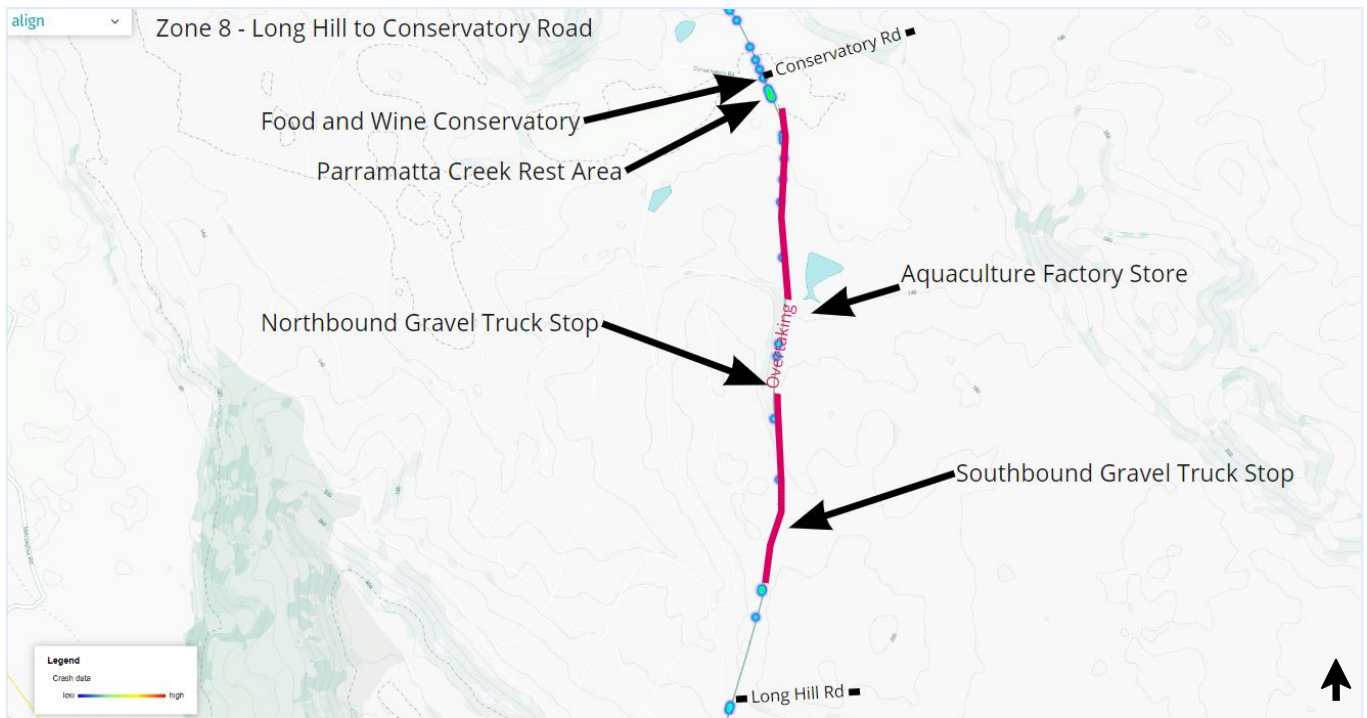 align
Zone 8 - Long Hill to Conservatory Road
Conservatory Rd
Food and Wine Conservatory
Parramatta Creek Rest Area
Aquaculture Factory Store
Northbound Gravel Truck Stop
Overtaking
Southbound Gravel Truck Stop
Legend
Crash data
low high
Long Hill Rd